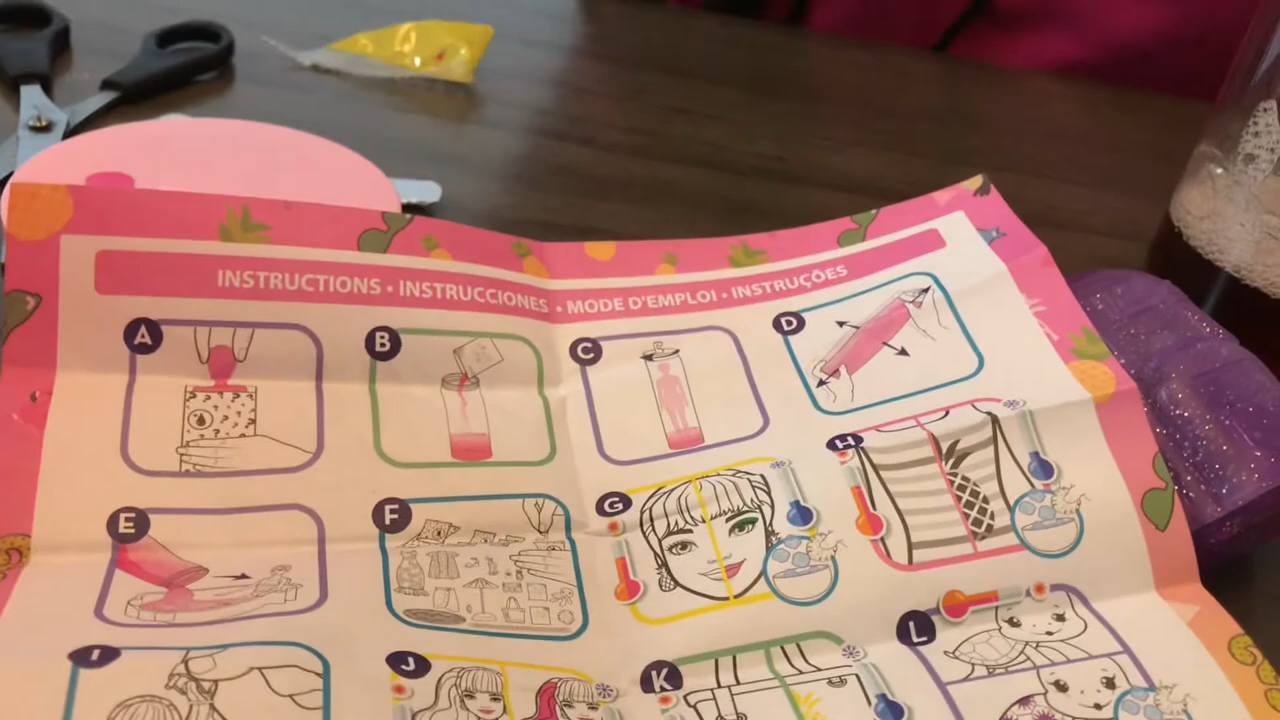 INSTRUCTIONS • INSTRUCCIONES • MODE D'EMPLOI • INSTRUÇÕES
A
B
C
D
E
F
G
H
I
J
K
L